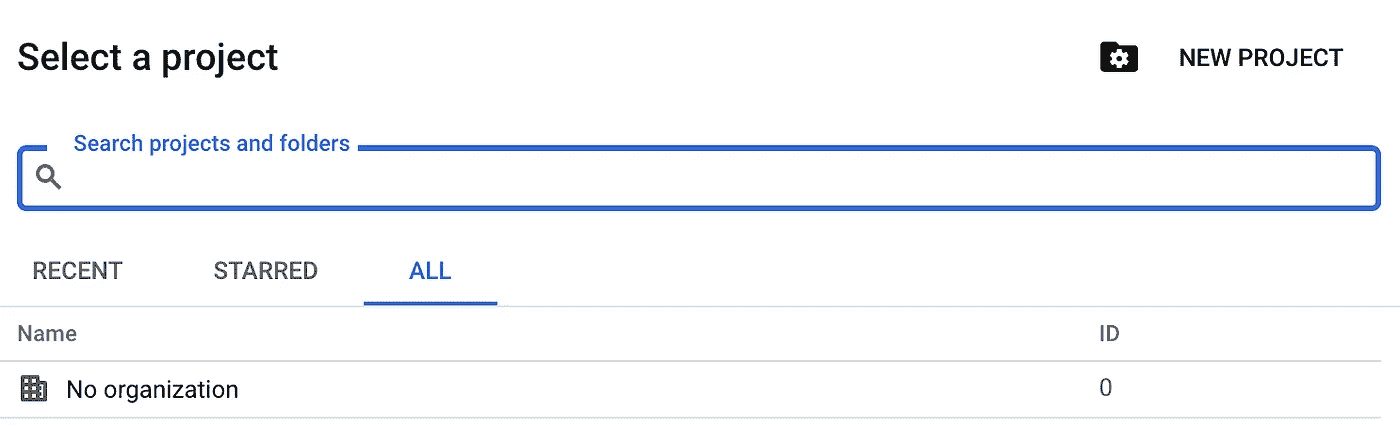 Select a project
NEW PROJECT
Search projects and folders
RECENT STARRED ALL
Name ID
No organization 0